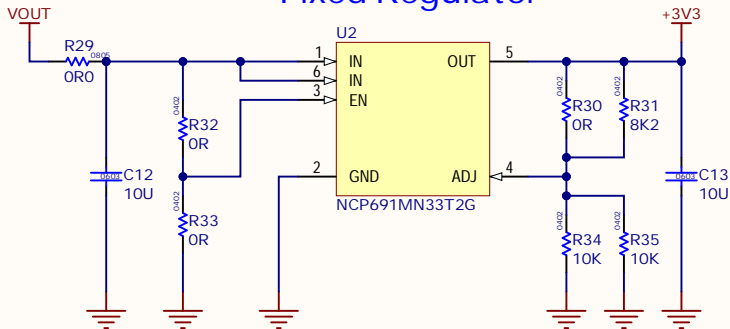 Fixed Regulator
VOUT
+3V3
R29
0805
0R0
U2
1
IN
OUT
5
6
IN
3
EN
2
GND
ADJ
4
NCP691MN33T2G
0402
R32
0R
0402
R30
0R
0402
R31
8K2
0603
C12
10U
0603
C13
10U
0402
R33
0R
0402
R34
10K
0402
R35
10K